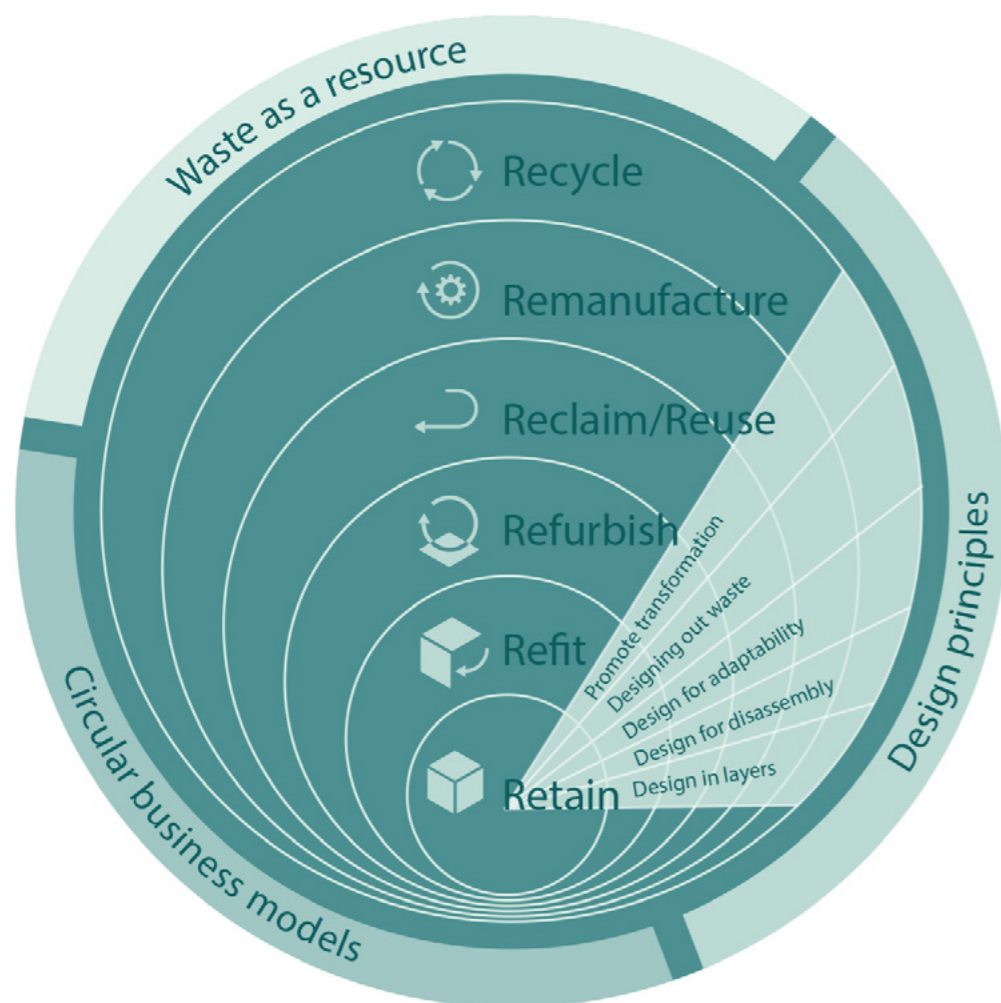 Waste as a resource
Recycle
Remanufacture
Reclaim/Reuse
Refurbish
Refit
Retain
Promote transformation
Designing out waste
Design for adaptability
Design for disassembly
Design in layers
Design principles
Circular business models